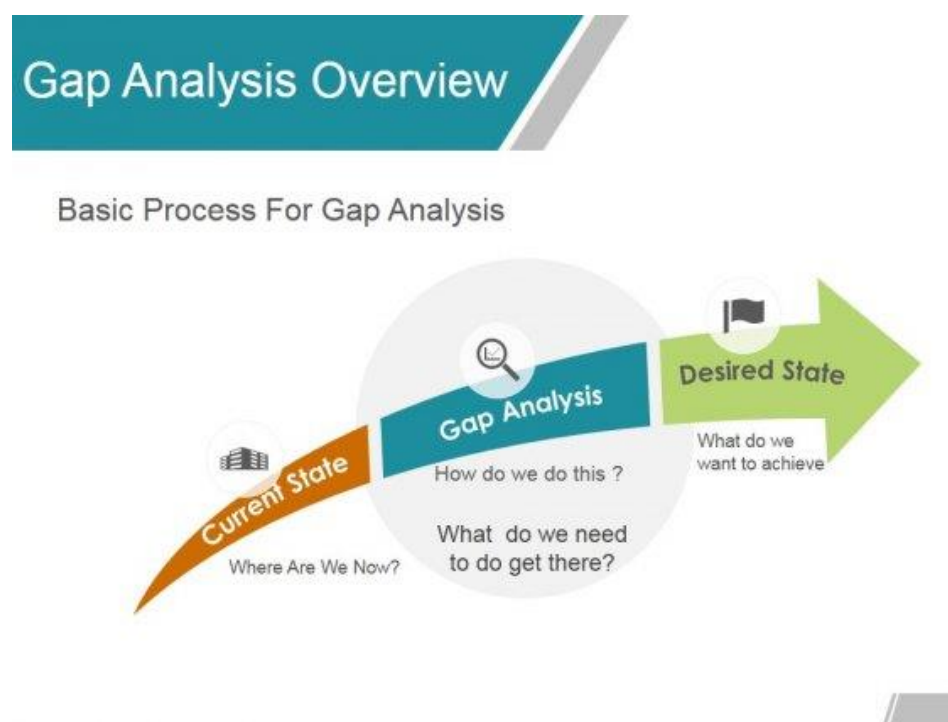 Gap Analysis Overview
Basic Process For Gap Analysis
Current State
Where Are We Now?
Gap Analysis
How do we do this ?
What do we need
to do get there?
Desired State
What do we
want to achieve